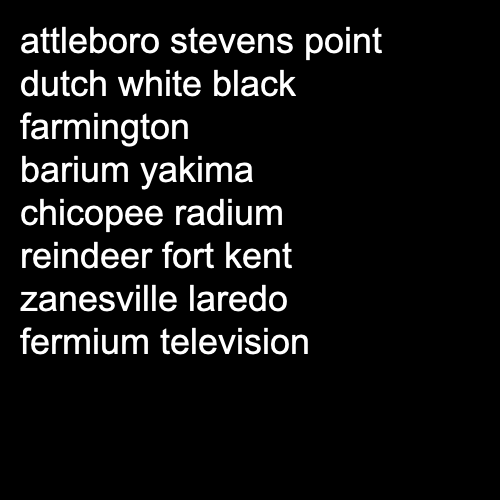 attleboro stevens point
dutch white black
farmington
barium yakima
chicopee radium
reindeer fort kent
zanesville laredo
fermium television